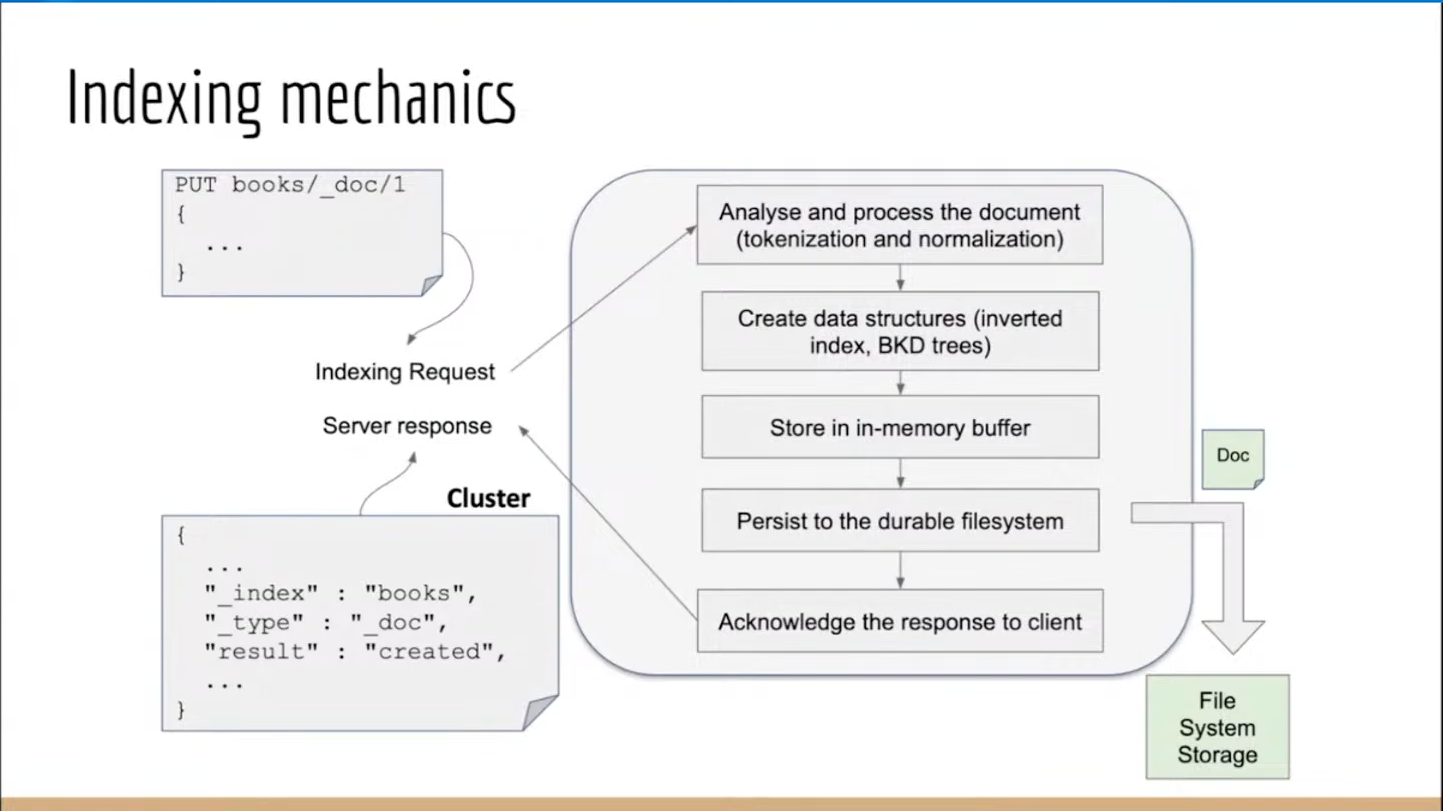 Indexing mechanics
PUT books/_doc/1
{
...
}
Indexing Request
Server response
Cluster
{
...
"_index" : "books",
"_type" : "_doc",
"result" : "created",
...
}
Analyse and process the document
(tokenization and normalization)
Create data structures (inverted
index, BKD trees)
Store in in-memory buffer
Persist to the durable filesystem
Acknowledge the response to client
Doc
File
System
Storage